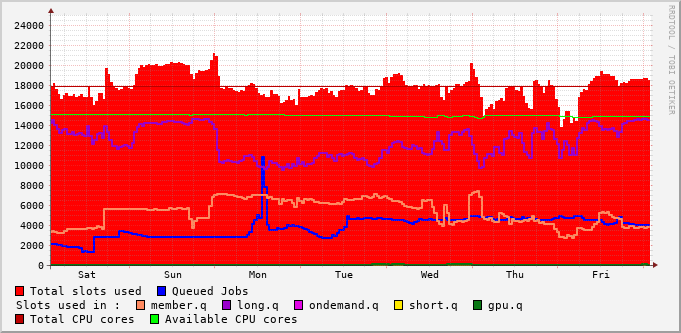 RRDTOOL / TOBI OETIKER
24000
22000
20000
18000
16000
14000
12000
10000
8000
6000
4000
2000
0
Sat Sun Mon Tue Wed Thu Fri
Total slots used Queued Jobs
Slots used in : member.q long.q ondemand.q short.q gpu.q
Total CPU cores Available CPU cores